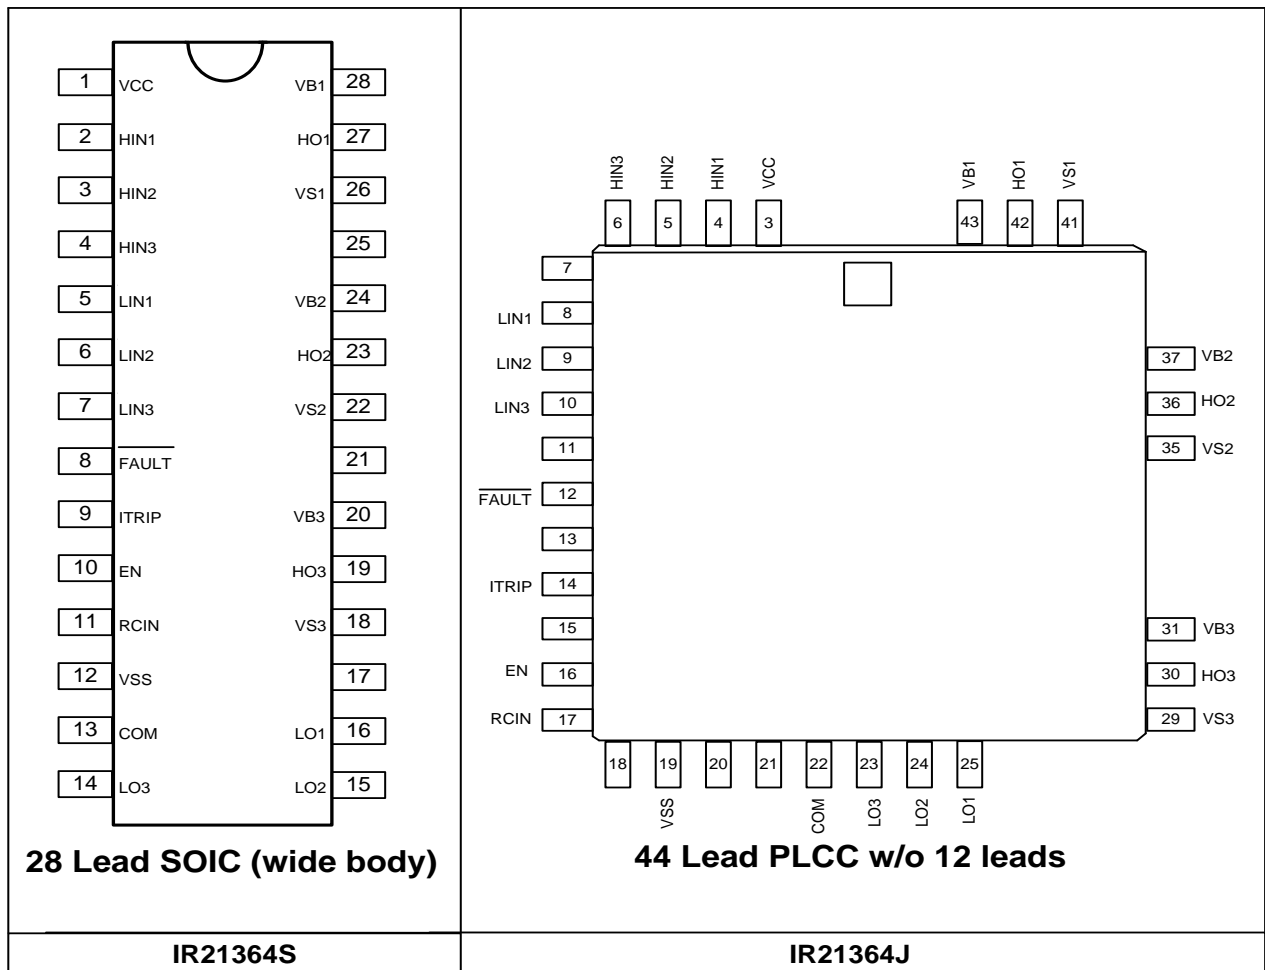 1 VCC VB1 28
2 HIN1 HO1 27
3 HIN2 VS1 26
4 HIN3 25
5 LIN1 VB2 24
6 LIN2 HO2 23
7 LIN3 VS2 22
8 FAULT 21
9 ITRIP VB3 20
10 EN HO3 19
11 RCIN VS3 18
12 VSS 17
13 COM LO1 16
14 LO3 LO2 15
28 Lead SOIC (wide body)
IR21364S
HIN3 HIN2 HIN1 VCC VB1 HO1 VS1
6 5 4 3 43 42 41
7
LIN1 8
LIN2 9 37 VB2
LIN3 10 36 HO2
11 35 VS2
FAULT 12
13
ITRIP 14
15 31 VB3
EN 16 30 HO3
RCIN 17 29 VS3
18 19 20 21 22 23 24 25
VSS COM LO3 LO2 LO1
44 Lead PLCC w/o 12 leads
IR21364J